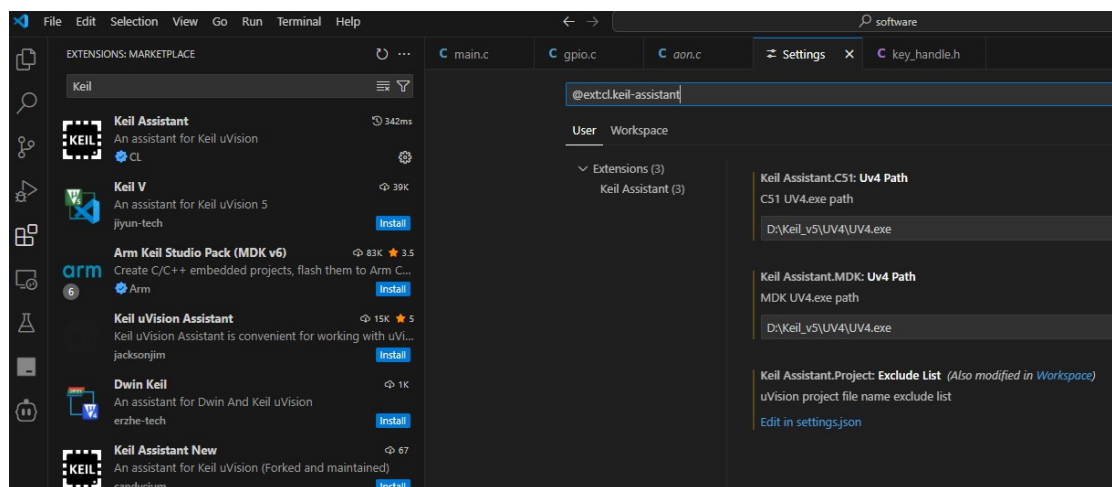 File Edit Selection View Go Run Terminal Help
software
EXTENSIONS: MARKETPLACE
main.c
gpio.c
aon.c
Settings
key_handle.h
Keil
@ext:cl.keil-assistant
User Workspace
Extensions (3)
Keil Assistant (3)
KEIL
Keil Assistant 342ms
An assistant for Keil uVision
CL
Keil V 39K
An assistant for Keil uVision 5
jiyun-tech Install
arm
6
Arm Keil Studio Pack (MDK v6) 83K 3.5
Create C/C++ embedded projects, flash them to Arm C...
Arm Install
Keil uVision Assistant 15K 5
Keil uVision Assistant is convenient for working with uVi...
jacksonjim Install
Dwin Keil 1K
An assistant for Dwin And Keil uVision
erzhe-tech Install
KEIL
Keil Assistant New 67
An assistant for Keil uVision (Forked and maintained)
Install
Keil Assistant.C51: Uv4 Path
C51 UV4.exe path
D:\Keil_v5\UV4\UV4.exe
Keil Assistant.MDK: Uv4 Path
MDK UV4.exe path
D:\Keil_v5\UV4\UV4.exe
Keil Assistant.Project: Exclude List (Also modified in Workspace)
uVision project file name exclude list
Edit in settings.json